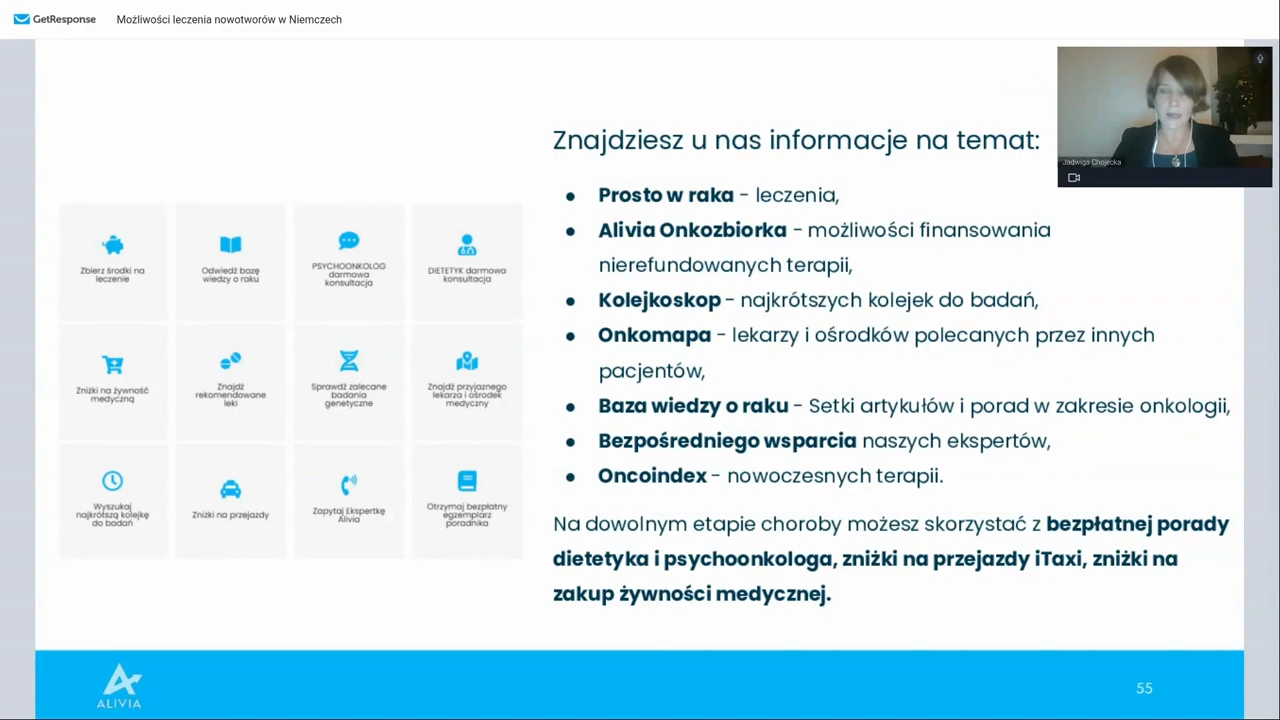 GetResponse
Możliwości leczenia nowotworów w Niemczech
Jadwiga Chojecka
Znajdziesz u nas informacje na temat:
● Prosto w raka - leczenia,
● Alivia Onkozbiorka - możliwości finansowania
nierefundowanych terapii,
● Kolejkoskop - najkrótszych kolejek do badań,
● Onkomapa - lekarzy i ośrodków polecanych przez innych
pacjentów,
● Baza wiedzy o raku - Setki artykułów i porad w zakresie onkologii,
● Bezpośredniego wsparcia naszych ekspertów,
● Oncoindex - nowoczesnych terapii.
Na dowolnym etapie choroby możesz skorzystać z bezpłatnej porady
dietetyka i psychoonkologa, zniżki na przejazdy iTaxi, zniżki na
zakup żywności medycznej.
Zbierz środki na
leczenie
Odwiedź bazę
wiedzy o raku
PSYCHOONKOLOG
darmowa
konsultacja
DIETETYK darmowa
konsultacja
Zniżki na żywność
medyczną
Znajdź
rekomendowane
leki
Sprawdź zalecane
badania
genetyczne
Znajdź przyjaznego
lekarza i ośrodek
medyczny
Wyszukaj
najkrótszą kolejkę
do badań
Zniżki na przejazdy
Zapytaj Ekspertkę
Alivia
Otrzymaj bezpłatny
egzemplarz
poradnika
ALIVIA
55